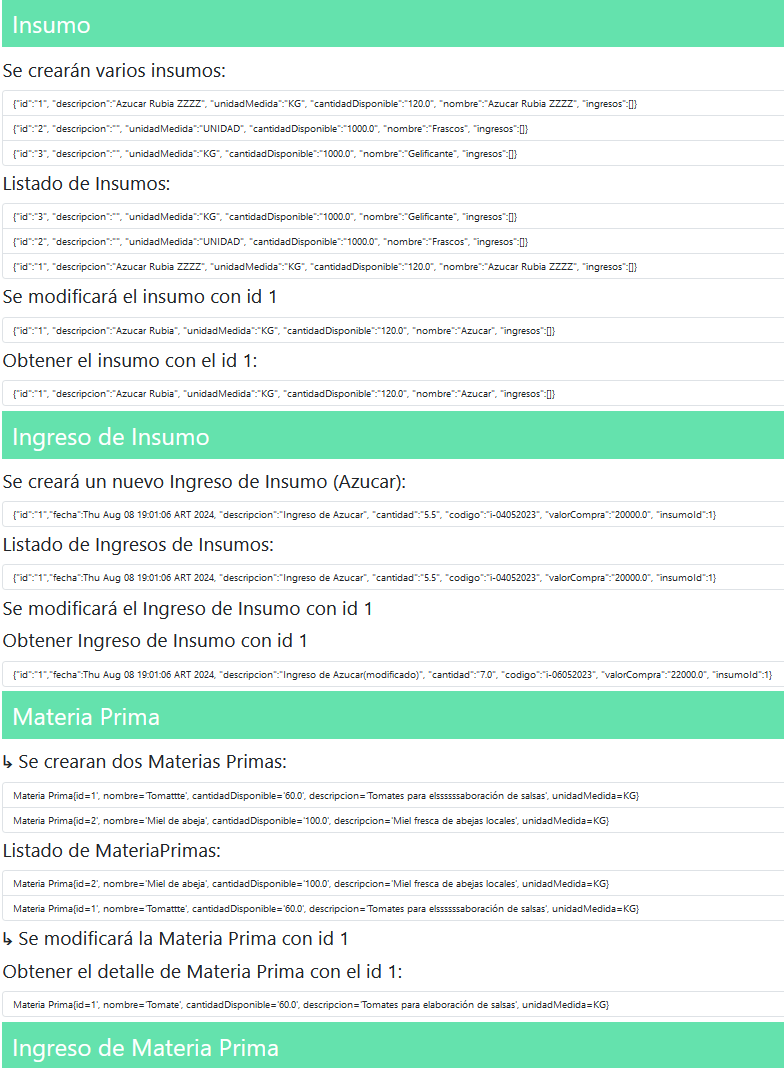 Insumo
Se crearán varios insumos:
{"id":"1", "descripcion":"Azucar Rubia ZZZZ", "unidadMedida":"KG", "cantidadDisponible":"120.0", "nombre":"Azucar Rubia ZZZZ", "ingresos":[]}
{"id":"2", "descripcion":"", "unidadMedida":"UNIDAD", "cantidadDisponible":"1000.0", "nombre":"Frascos", "ingresos":[]}
{"id":"3", "descripcion":"", "unidadMedida":"KG", "cantidadDisponible":"1000.0", "nombre":"Gelificante", "ingresos":[]}
Listado de Insumos:
{"id":"3", "descripcion":"", "unidadMedida":"KG", "cantidadDisponible":"1000.0", "nombre":"Gelificante", "ingresos":[]}
{"id":"2", "descripcion":"", "unidadMedida":"UNIDAD", "cantidadDisponible":"1000.0", "nombre":"Frascos", "ingresos":[]}
{"id":"1", "descripcion":"Azucar Rubia ZZZZ", "unidadMedida":"KG", "cantidadDisponible":"120.0", "nombre":"Azucar Rubia ZZZZ", "ingresos":[]}
Se modificará el insumo con id 1
{"id":"1", "descripcion":"Azucar Rubia", "unidadMedida":"KG", "cantidadDisponible":"120.0", "nombre":"Azucar", "ingresos":[]}
Obtener el insumo con el id 1:
{"id":"1", "descripcion":"Azucar Rubia", "unidadMedida":"KG", "cantidadDisponible":"120.0", "nombre":"Azucar", "ingresos":[]}
Ingreso de Insumo
Se creará un nuevo Ingreso de Insumo (Azucar):
{"id":"1","fecha":Thu Aug 08 19:01:06 ART 2024, "descripcion":"Ingreso de Azucar", "cantidad":"5.5", "codigo":"i-04052023", "valorCompra":"20000.0", "insumoId":1}
Listado de Ingresos de Insumos:
{"id":"1","fecha":Thu Aug 08 19:01:06 ART 2024, "descripcion":"Ingreso de Azucar", "cantidad":"5.5", "codigo":"i-04052023", "valorCompra":"20000.0", "insumoId":1}
Se modificará el Ingreso de Insumo con id 1
Obtener Ingreso de Insumo con id 1
{"id":"1","fecha":Thu Aug 08 19:01:06 ART 2024, "descripcion":"Ingreso de Azucar(modificado)", "cantidad":"7.0", "codigo":"i-06052023", "valorCompra":"22000.0", "insumoId":1}
Materia Prima
↳ Se crearan dos Materias Primas:
Materia Prima{id=1', nombre='Tomattte', cantidadDisponible='60.0', descripcion='Tomates para elssssssaboración de salsas', unidadMedida=KG}
Materia Prima{id=2', nombre='Miel de abeja', cantidadDisponible='100.0', descripcion='Miel fresca de abejas locales', unidadMedida=KG}
Listado de MateriaPrimas:
Materia Prima{id=2', nombre='Miel de abeja', cantidadDisponible='100.0', descripcion='Miel fresca de abejas locales', unidadMedida=KG}
Materia Prima{id=1', nombre='Tomattte', cantidadDisponible='60.0', descripcion='Tomates para elssssssaboración de salsas', unidadMedida=KG}
↳ Se modificará la Materia Prima con id 1
Obtener el detalle de Materia Prima con el id 1:
Materia Prima{id=1', nombre='Tomate', cantidadDisponible='60.0', descripcion='Tomates para elaboración de salsas', unidadMedida=KG}
Ingreso de Materia Prima